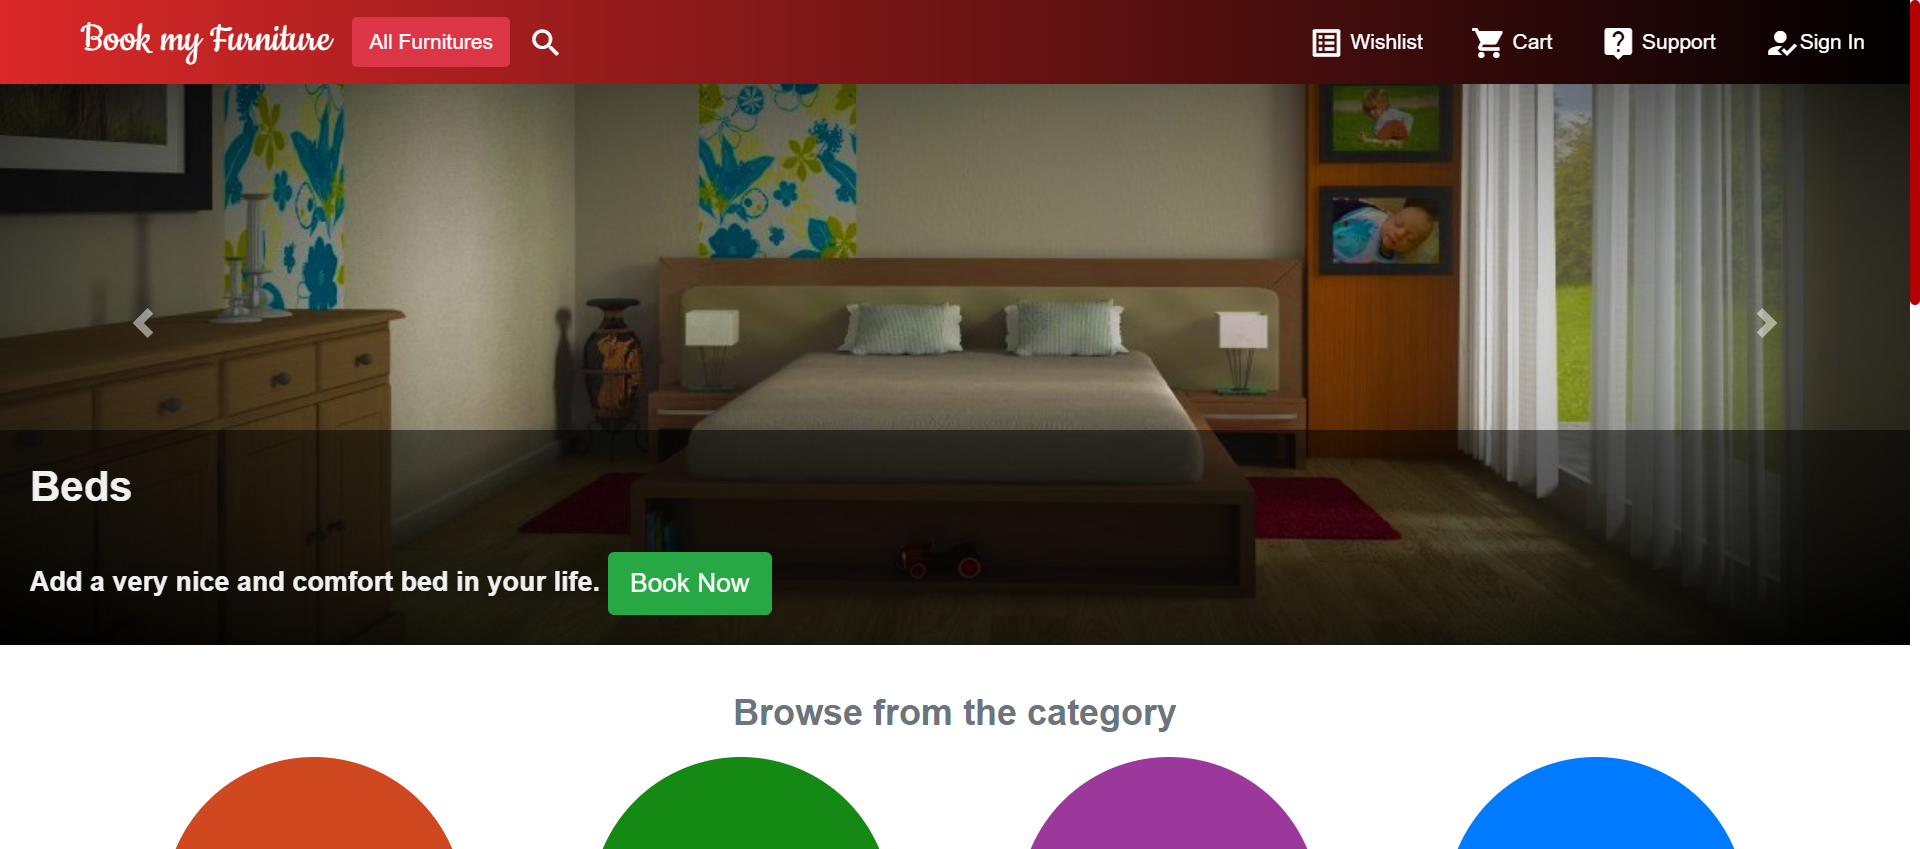 Book my Furniture
All Furnitures
Wishlist
Cart
Support
Sign In
Beds
Add a very nice and comfort bed in your life.
Book Now
Browse from the category